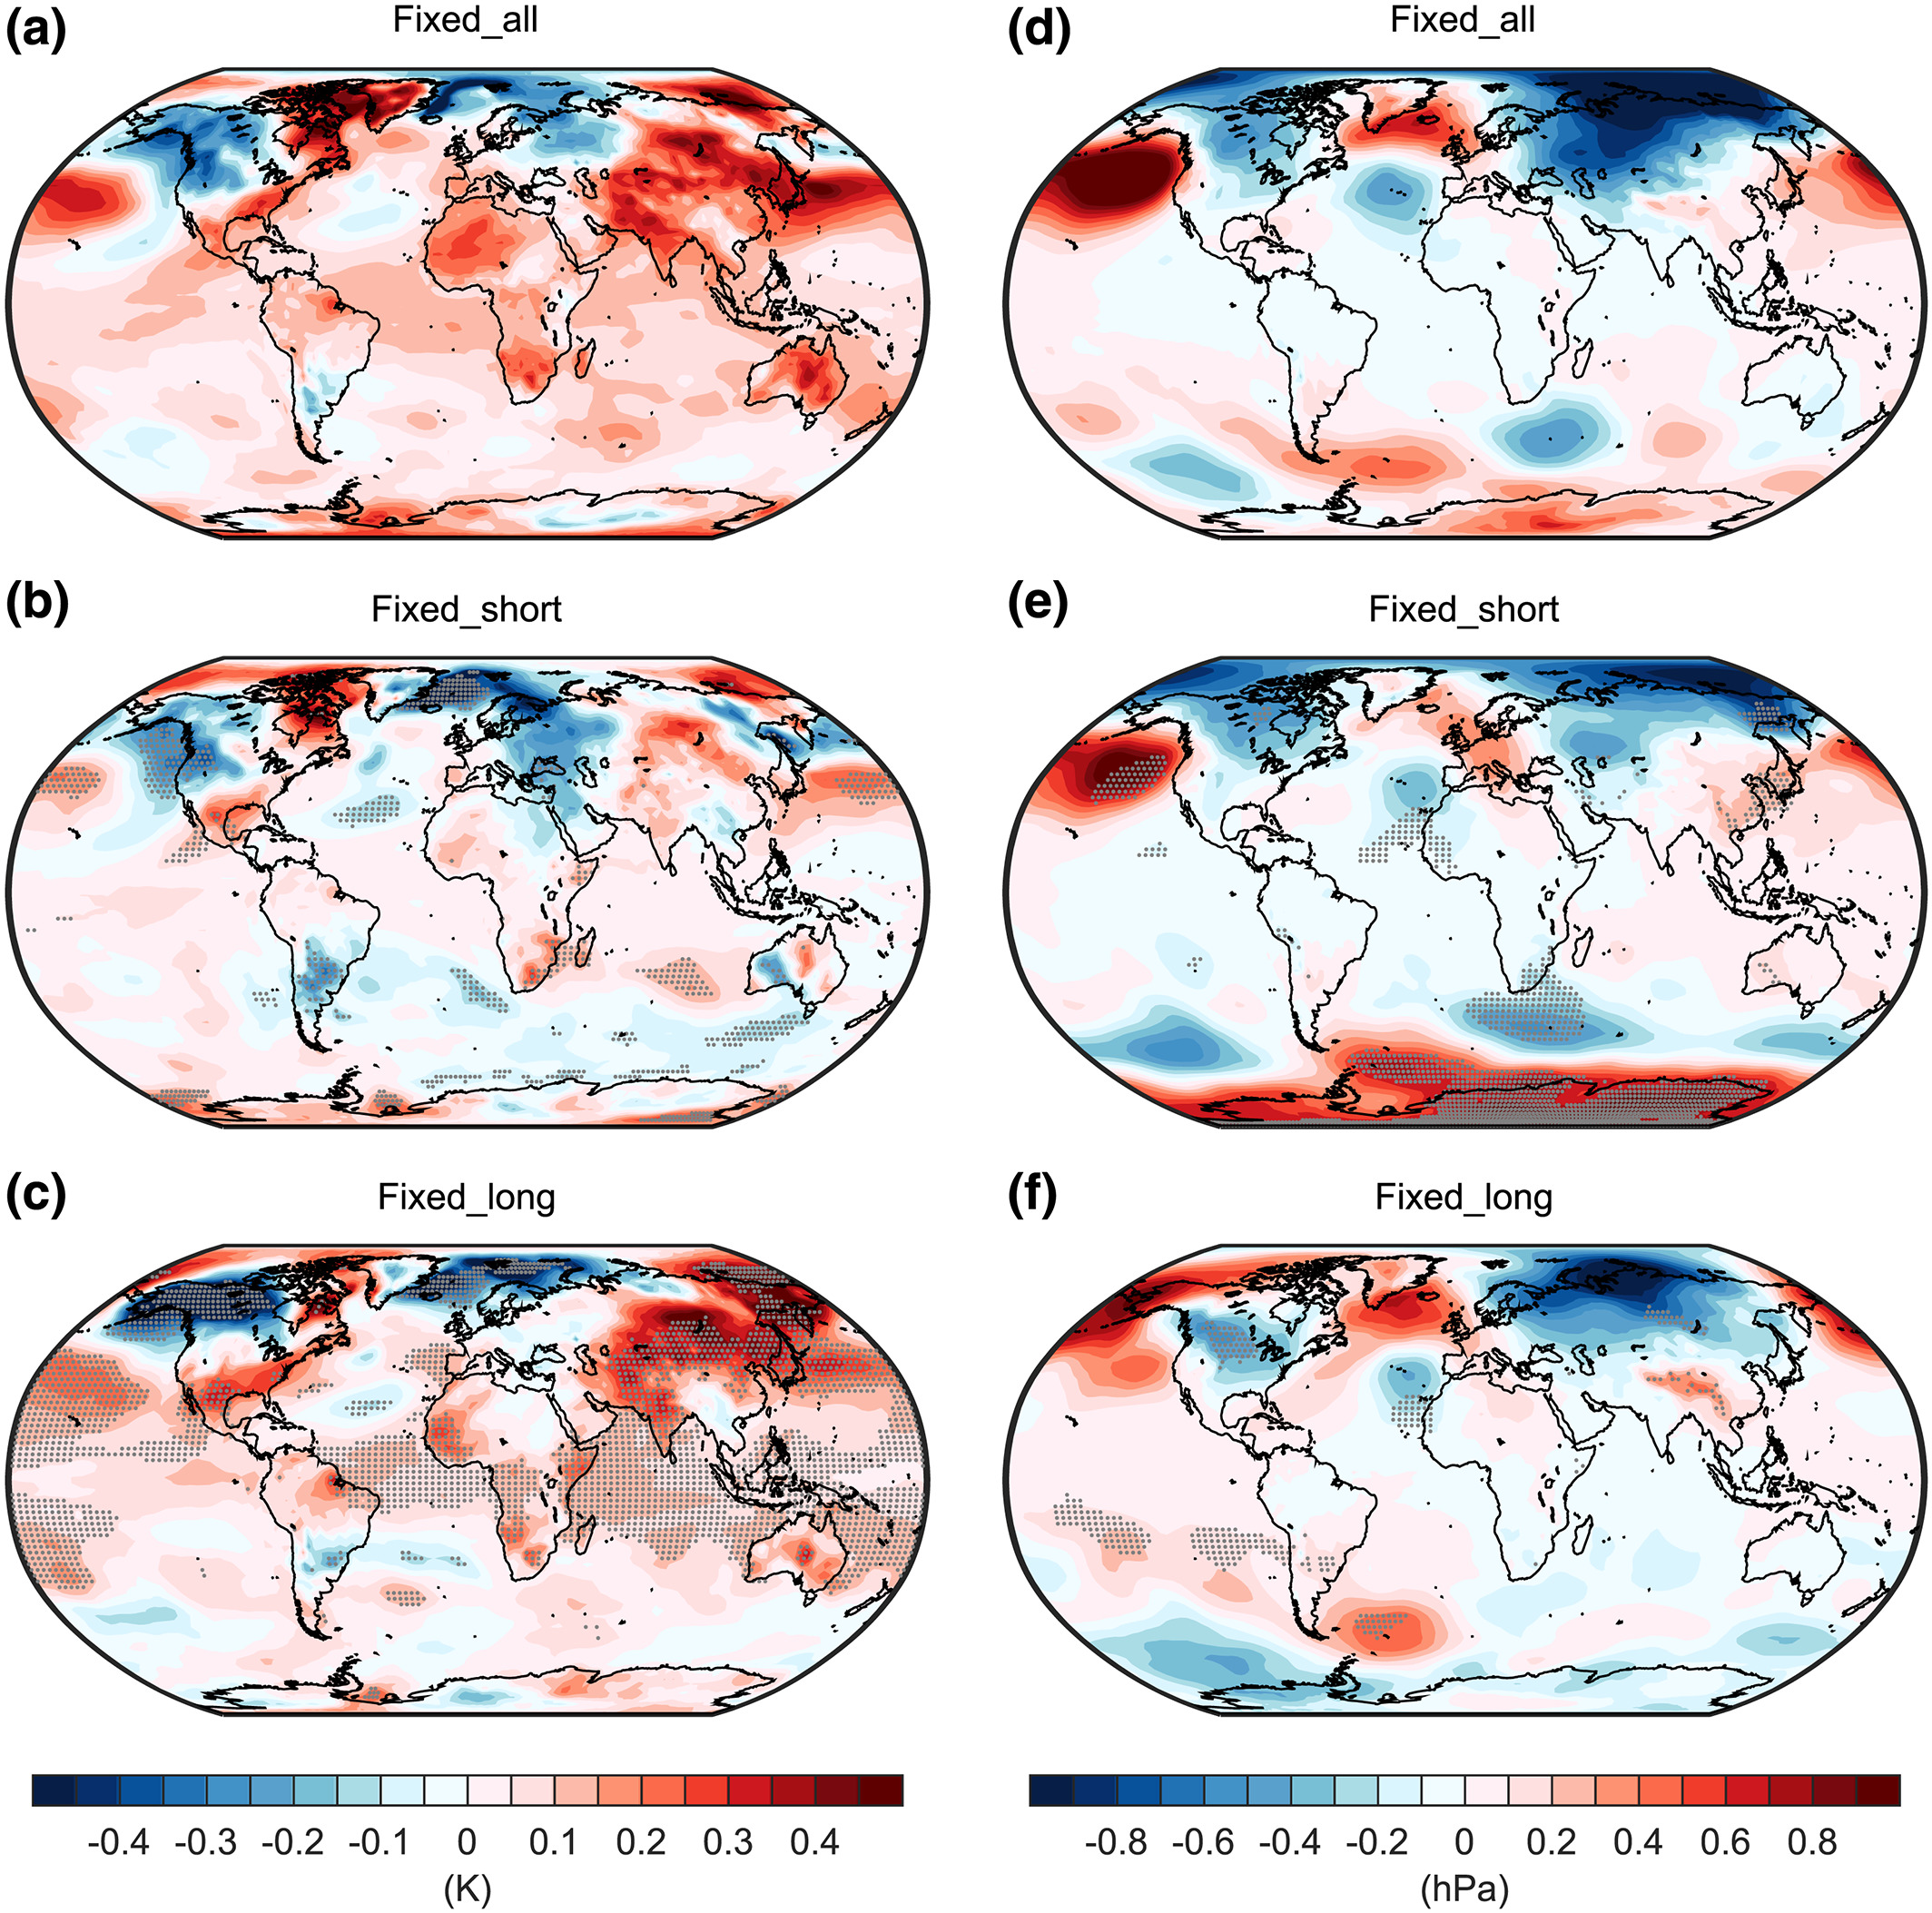 (a) Fixed_all
(d) Fixed_all
(b) Fixed_short
(e) Fixed_short
(c) Fixed_long
(f) Fixed_long
-0.4 -0.3 -0.2 -0.1 0 0.1 0.2 0.3 0.4
(K)
-0.8 -0.6 -0.4 -0.2 0 0.2 0.4 0.6 0.8
(hPa)